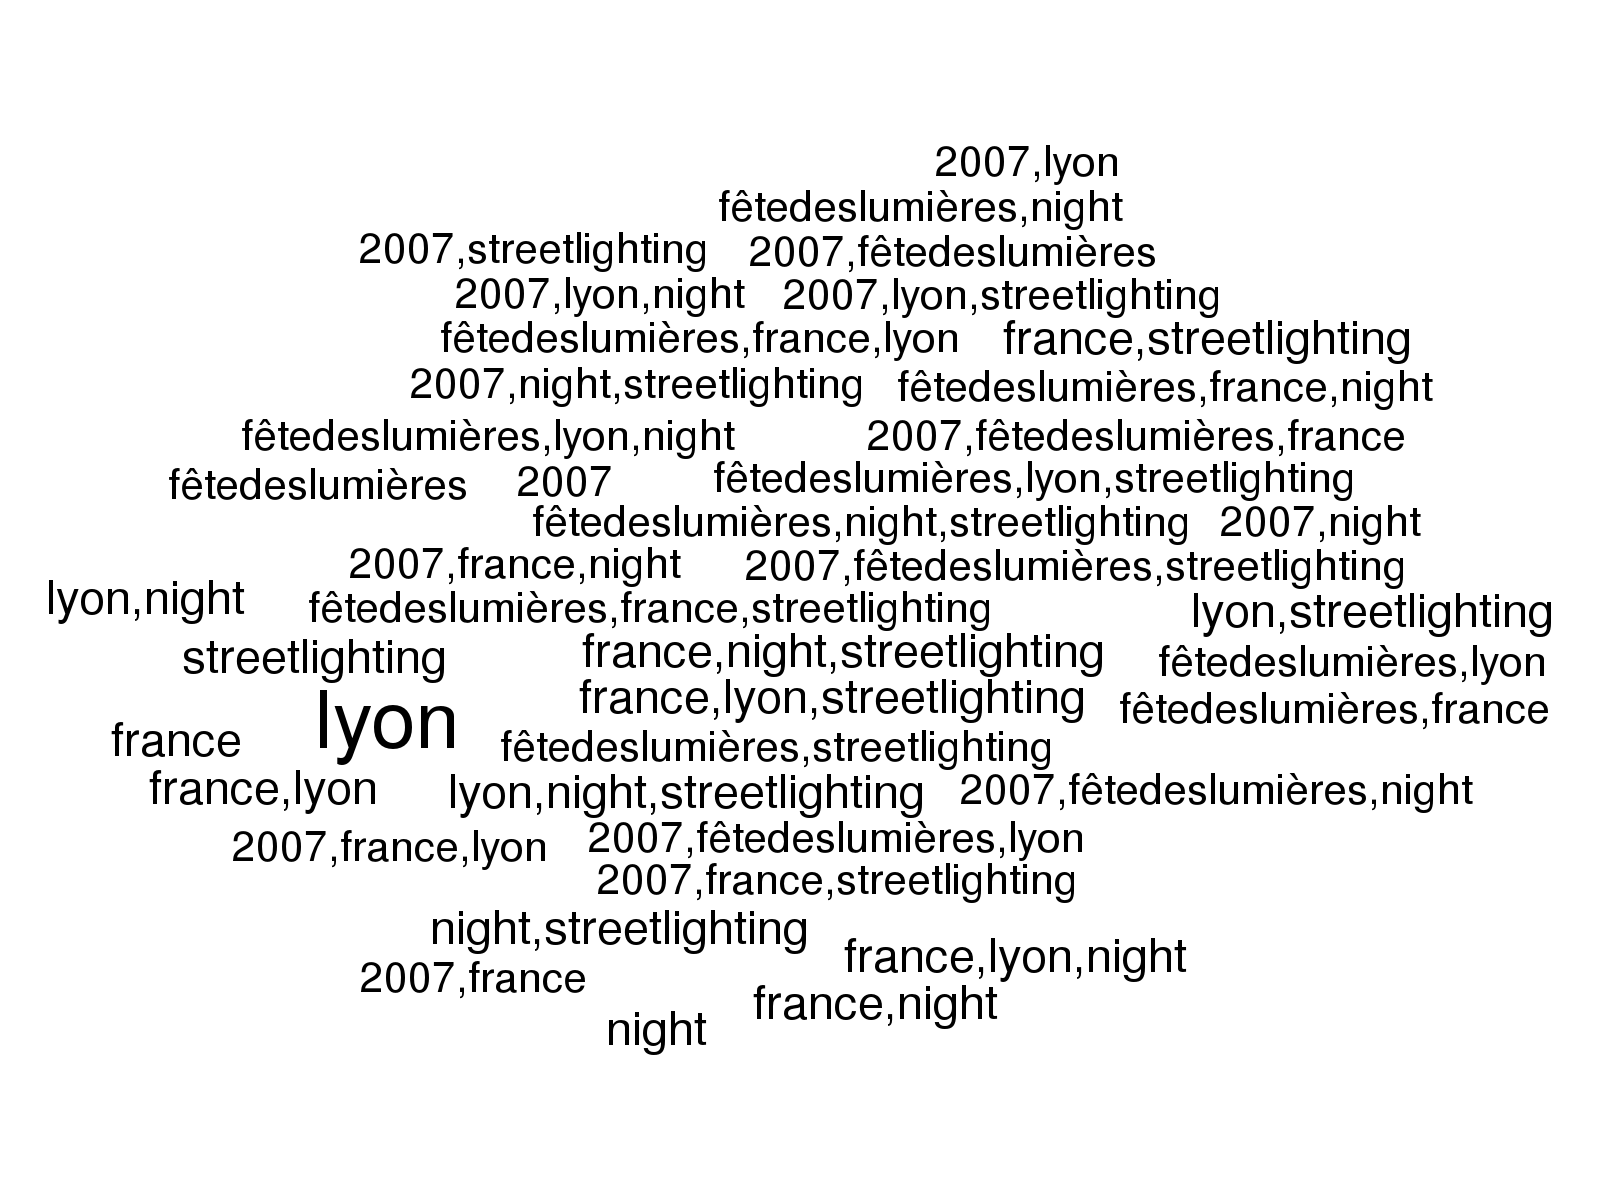 2007,lyon
fêtedeslumières,night
2007,streetlighting 2007,fêtedeslumières
2007,lyon,night 2007,lyon,streetlighting
fêtedeslumières,france,lyon france,streetlighting
2007,night,streetlighting fêtedeslumières,france,night
fêtedeslumières,lyon,night 2007,fêtedeslumières,france
fêtedeslumières 2007 fêtedeslumières,lyon,streetlighting
fêtedeslumières,night,streetlighting 2007,night
2007,france,night 2007,fêtedeslumières,streetlighting
lyon,night fêtedeslumières,france,streetlighting lyon,streetlighting
streetlighting france,night,streetlighting fêtedeslumières,lyon
lyon france,lyon,streetlighting fêtedeslumières,france
france fêtedeslumières,streetlighting
france,lyon lyon,night,streetlighting 2007,fêtedeslumières,night
2007,france,lyon 2007,fêtedeslumières,lyon
2007,france,streetlighting
night,streetlighting france,lyon,night
2007,france france,night
night